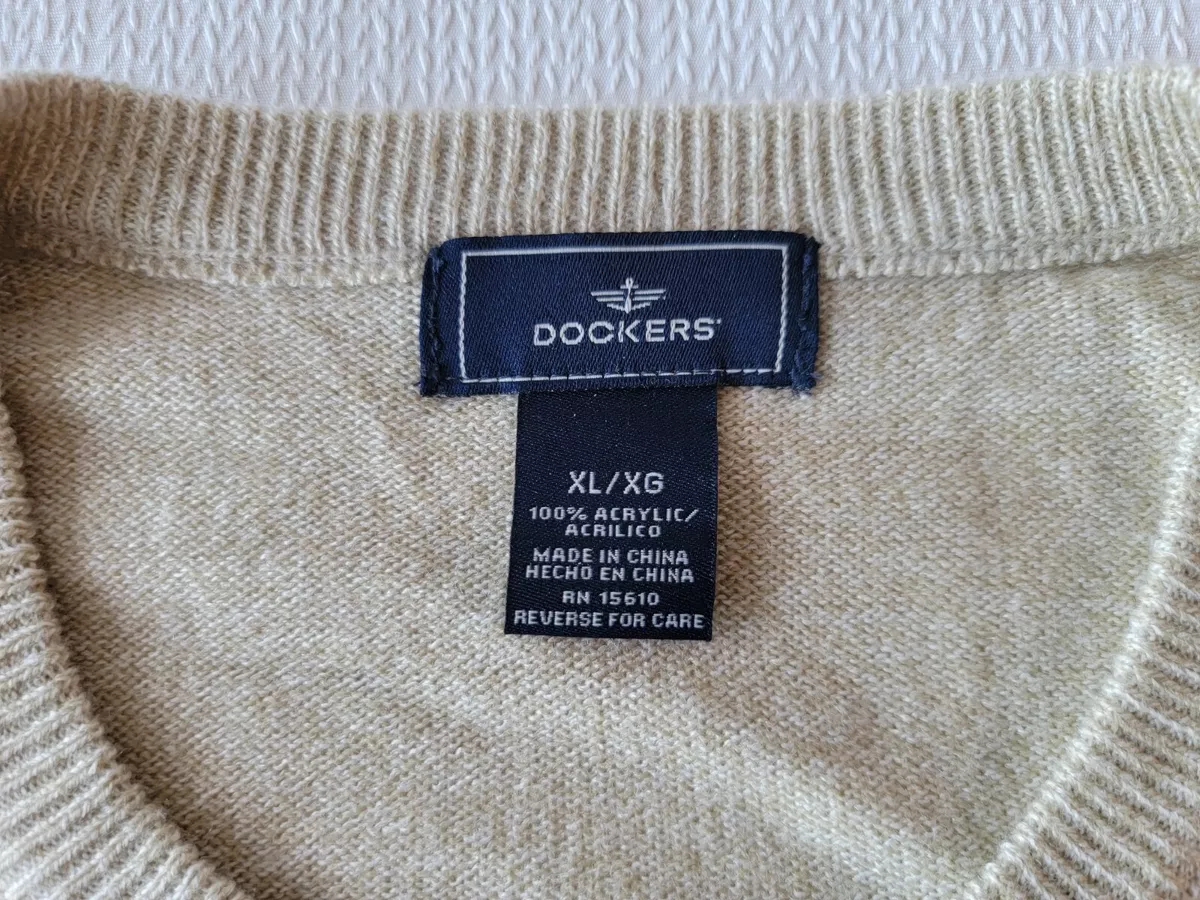 DOCKERS
XL/XG
100% ACRYLIC/
ACRILICO
MADE IN CHINA
HECHO EN CHINA
RN 15610
REVERSE FOR CARE